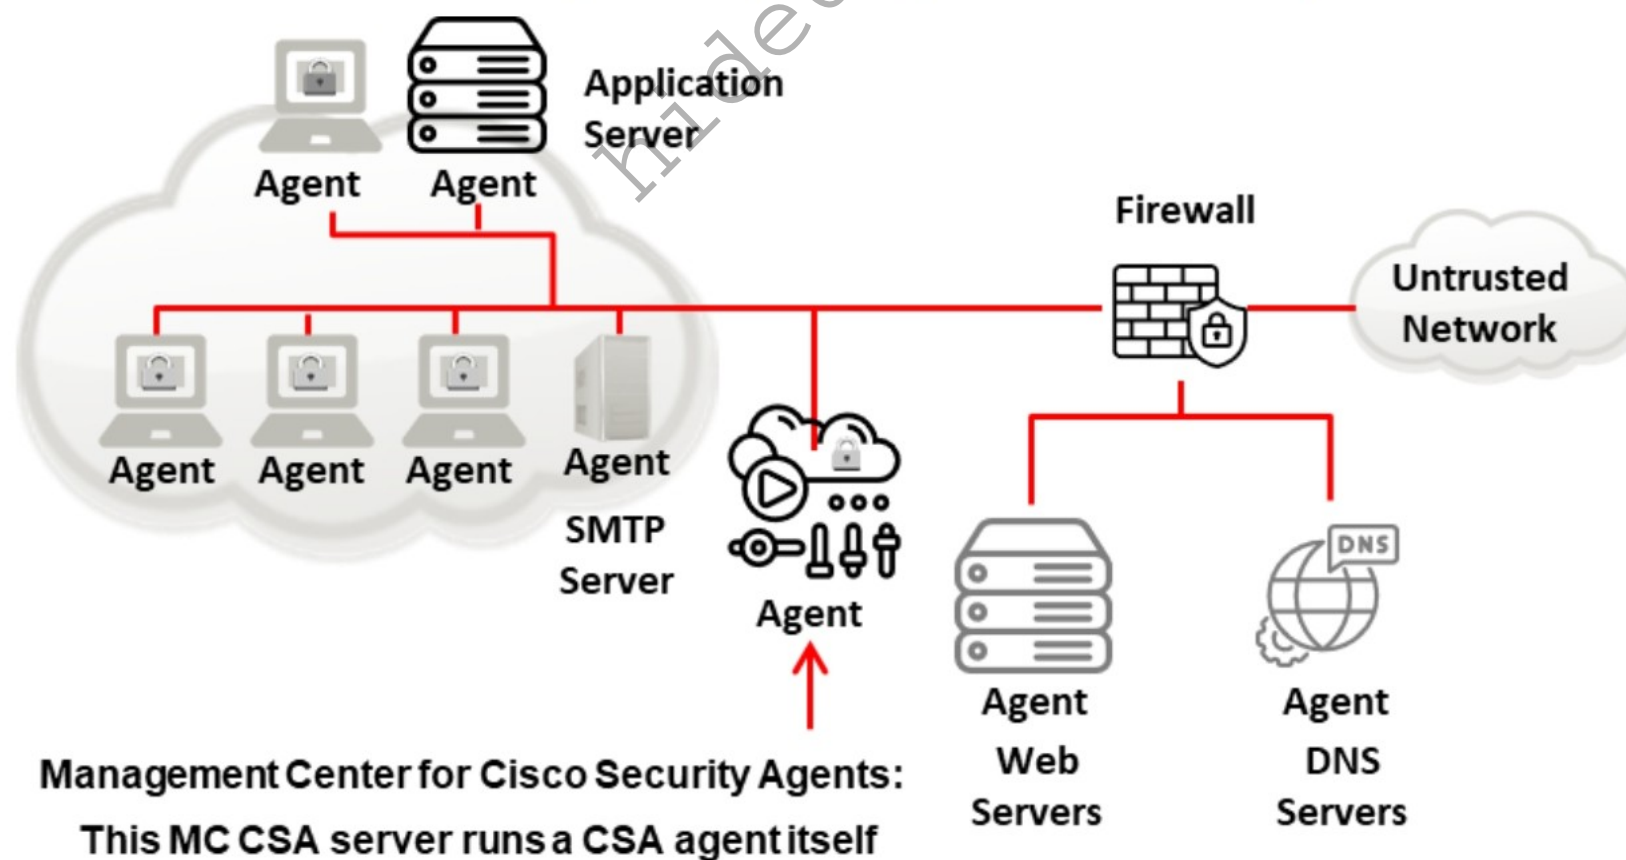 Application
Server
Agent
Agent
Firewall
Untrusted
Network
Agent
Agent
Agent
Agent
SMTP
Server
Agent
DNS
Agent
Web
Servers
Agent
DNS
Servers
Management Center for Cisco Security Agents:
This MC CSA server runs a CSA agent itself